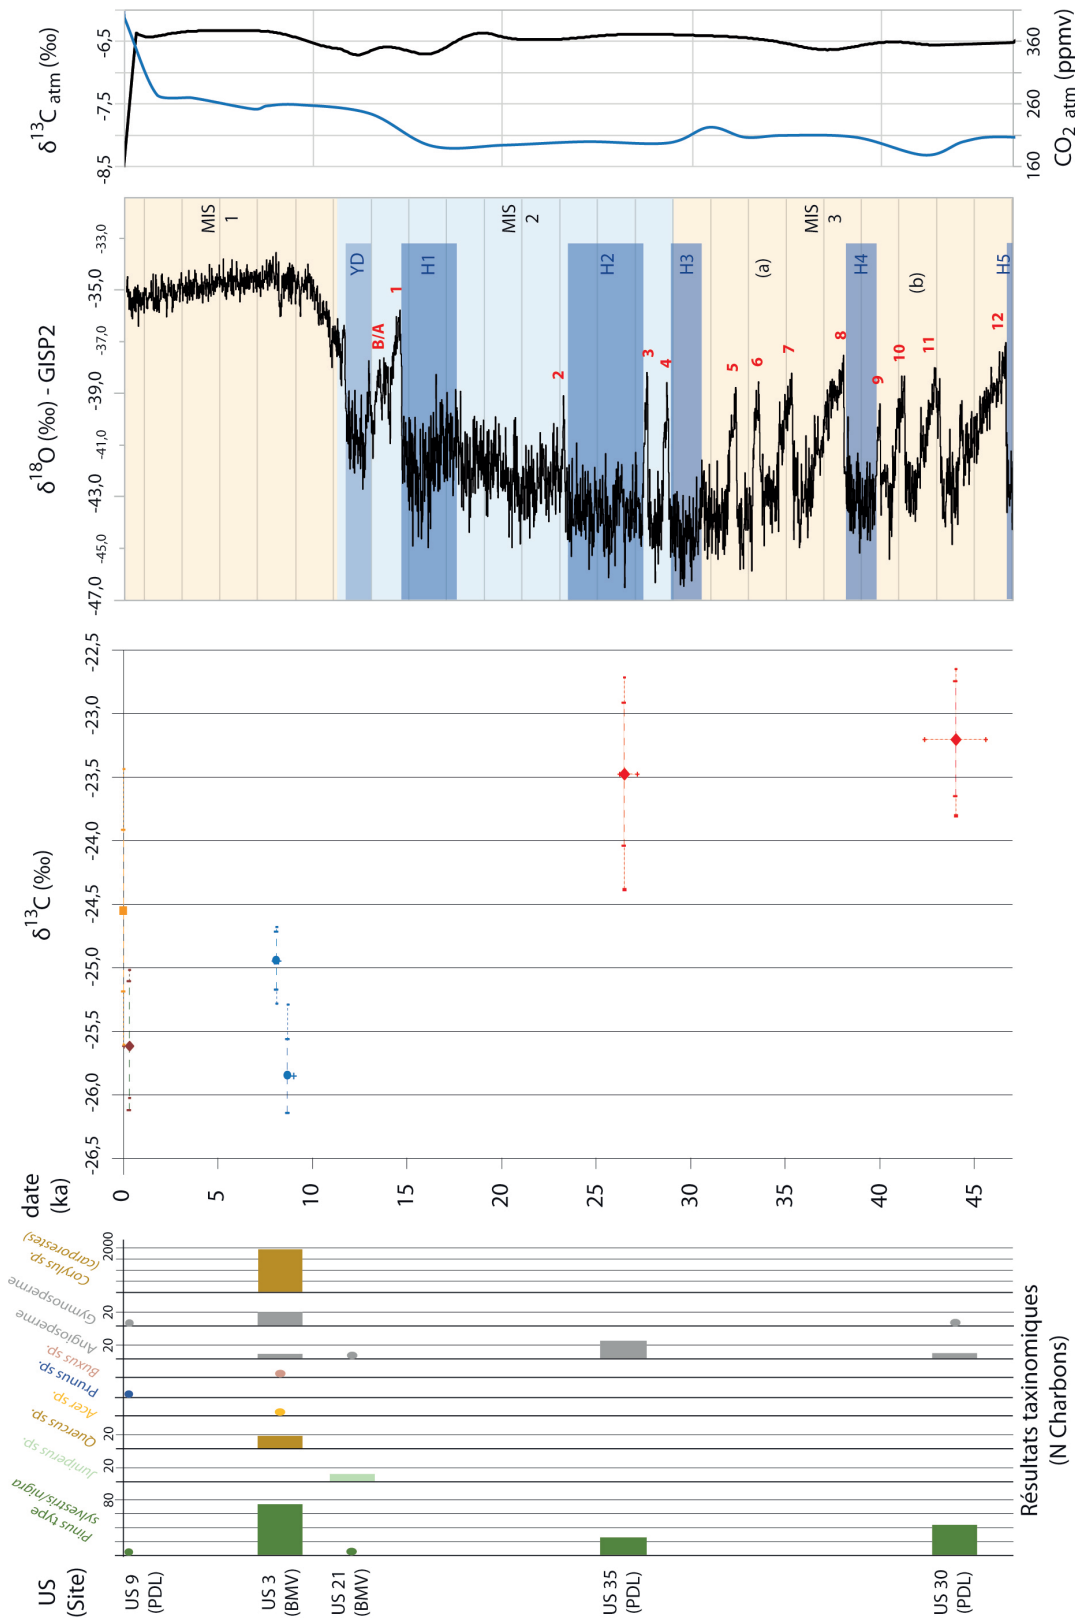 US
(Site)
US 9
(PDL)
US 3
(BMV)
US 21
(BMV)
US 35
(PDL)
US 30
(PDL)
Pinus type
sylvestris/nigra
Juniperus sp.
Quercus sp.
Acer sp.
Prunus sp.
Buxus sp.
Angiosperme
Gymnosperme
Corylus sp.
(carporestes)
80
20
20
20
20
2000
Résultats taxinomiques
(N Charbons)
date
(ka)
0
5
10
15
20
25
30
35
40
45
δ¹³C (‰)
-26,5
-26,0
-25,5
-25,0
-24,5
-24,0
-23,5
-23,0
-22,5
δ¹⁸O (‰) - GISP2
-47,0
-45,0
-43,0
-41,0
-39,0
-37,0
-35,0
-33,0
MIS
1
YD
B/A
1
H1
MIS
2
2
H2
3
4
H3
5
6
(a)
7
MIS
3
8
H4
9
10
(b)
11
12
H5
δ¹³C atm (‰)
-8,5
-7,5
-6,5
160
260
360
CO₂ atm (ppmv)